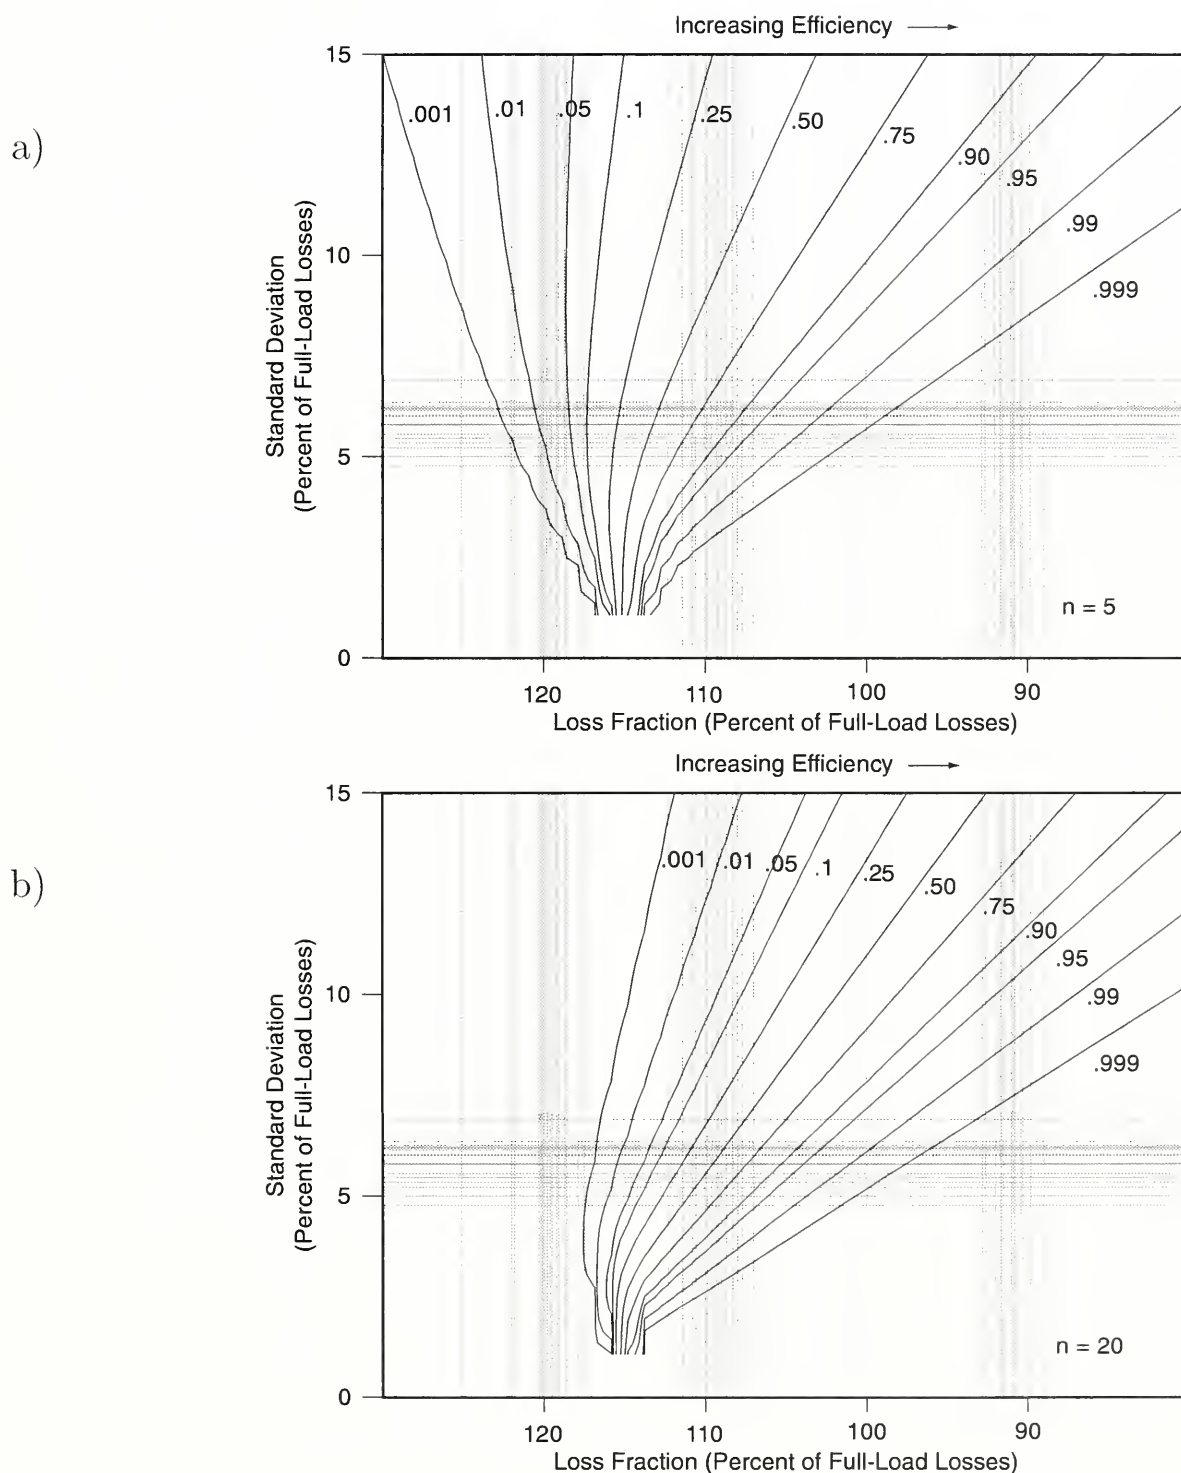 a)
Increasing Efficiency →
15
.001 .01 .05 .1 .25 .50 .75 .90 .95 .99 .999
10
Standard Deviation
(Percent of Full-Load Losses)
5
n = 5
0
120 110 100 90
Loss Fraction (Percent of Full-Load Losses)
b)
Increasing Efficiency →
15
.001 .01 .05 .1 .25 .50 .75 .90 .95 .99 .999
10
Standard Deviation
(Percent of Full-Load Losses)
5
n = 20
0
120 110 100 90
Loss Fraction (Percent of Full-Load Losses)